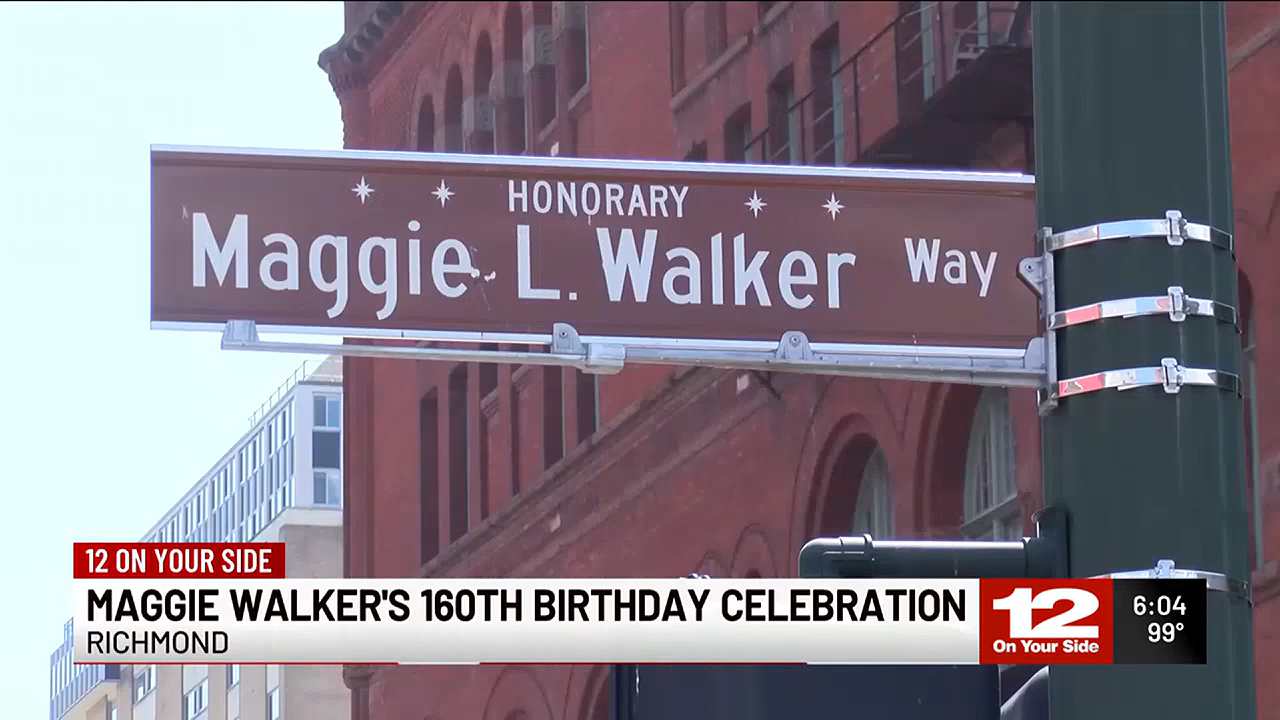 HONORARY
Maggie L. Walker Way
12 ON YOUR SIDE
MAGGIE WALKER'S 160TH BIRTHDAY CELEBRATION
RICHMOND
12
On Your Side
6:04
99°